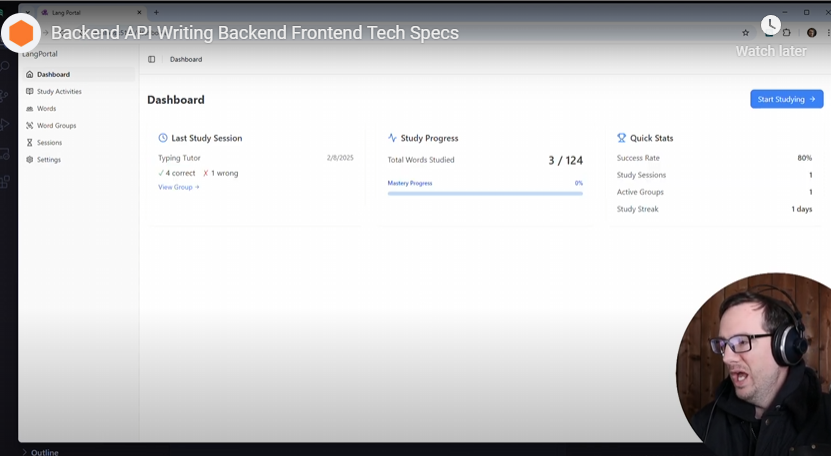 Lang Portal
Backend API Writing Backend Frontend Tech Specs
Watch later
LangPortal
Dashboard
Study Activities
Words
Word Groups
Sessions
Settings
Dashboard
Dashboard
Start Studying →
Last Study Session
Typing Tutor 2/8/2025
✓ 4 correct ✗ 1 wrong
View Group →
Study Progress
Total Words Studied 3 / 124
Mastery Progress 0%
Quick Stats
Success Rate 80%
Study Sessions 1
Active Groups 1
Study Streak 1 days
Outline